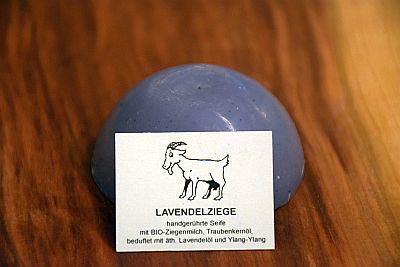 LAVENDELZIEGE
handgerührte Seife
mit BIO-Ziegenmilch, Traubenkernöl,
beduftet mit äth. Lavendelöl und Ylang-Ylang